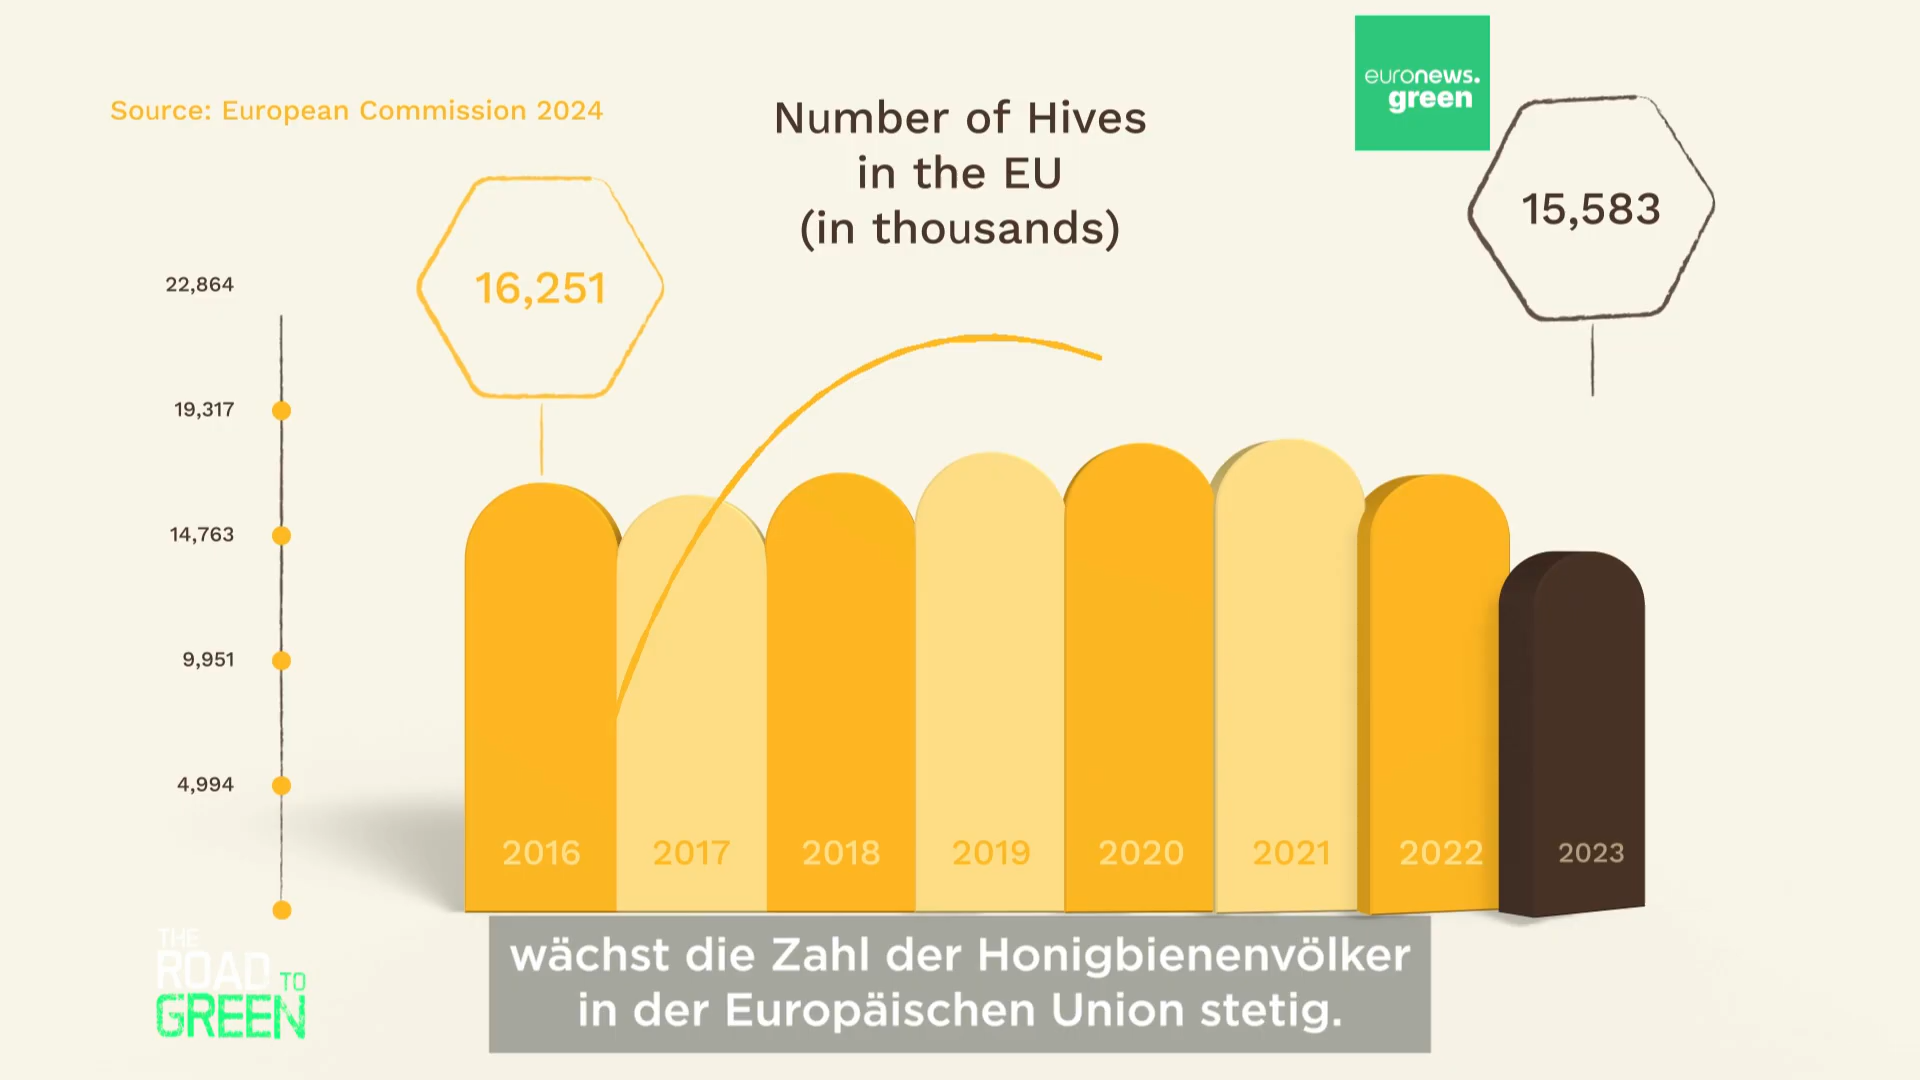 Source: European Commission 2024
Number of Hives
in the EU
(in thousands)
euronews.
green
16,251
15,583
22,864
19,317
14,763
9,951
4,994
2016
2017
2018
2019
2020
2021
2022
2023
THE
ROAD TO
GREEN
wächst die Zahl der Honigbienenvölker
in der Europäischen Union stetig.